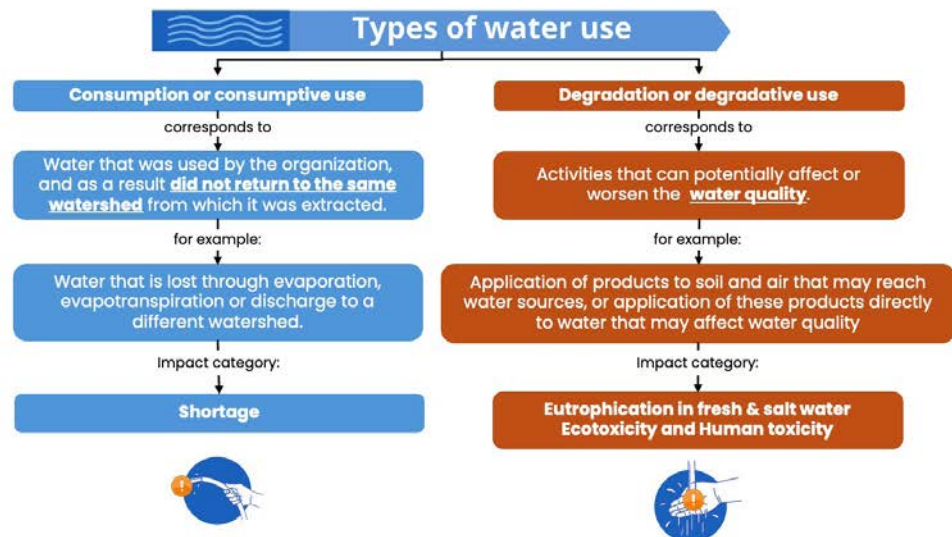 Types of water use
Consumption or consumptive use
corresponds to
Water that was used by the organization,
and as a result did not return to the same
watershed from which it was extracted.
for example:
Water that is lost through evaporation,
evapotranspiration or discharge to a
different watershed.
Impact category:
Shortage
Degradation or degradative use
corresponds to
Activities that can potentially affect or
worsen the water quality.
for example:
Application of products to soil and air that may reach
water sources, or application of these products directly
to water that may affect water quality
Impact category:
Eutrophication in fresh & salt water
Ecotoxicity and Human toxicity